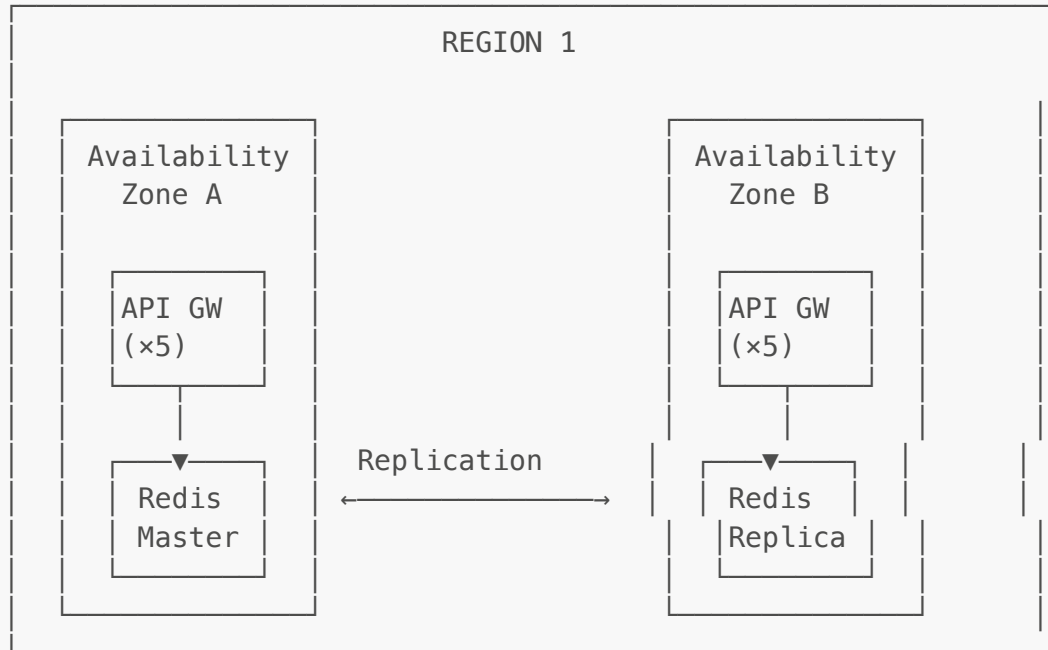 REGION 1
Availability
Zone A
API GW
(×5)
Redis
Master
Replication
Availability
Zone B
API GW
(×5)
Redis
Replica